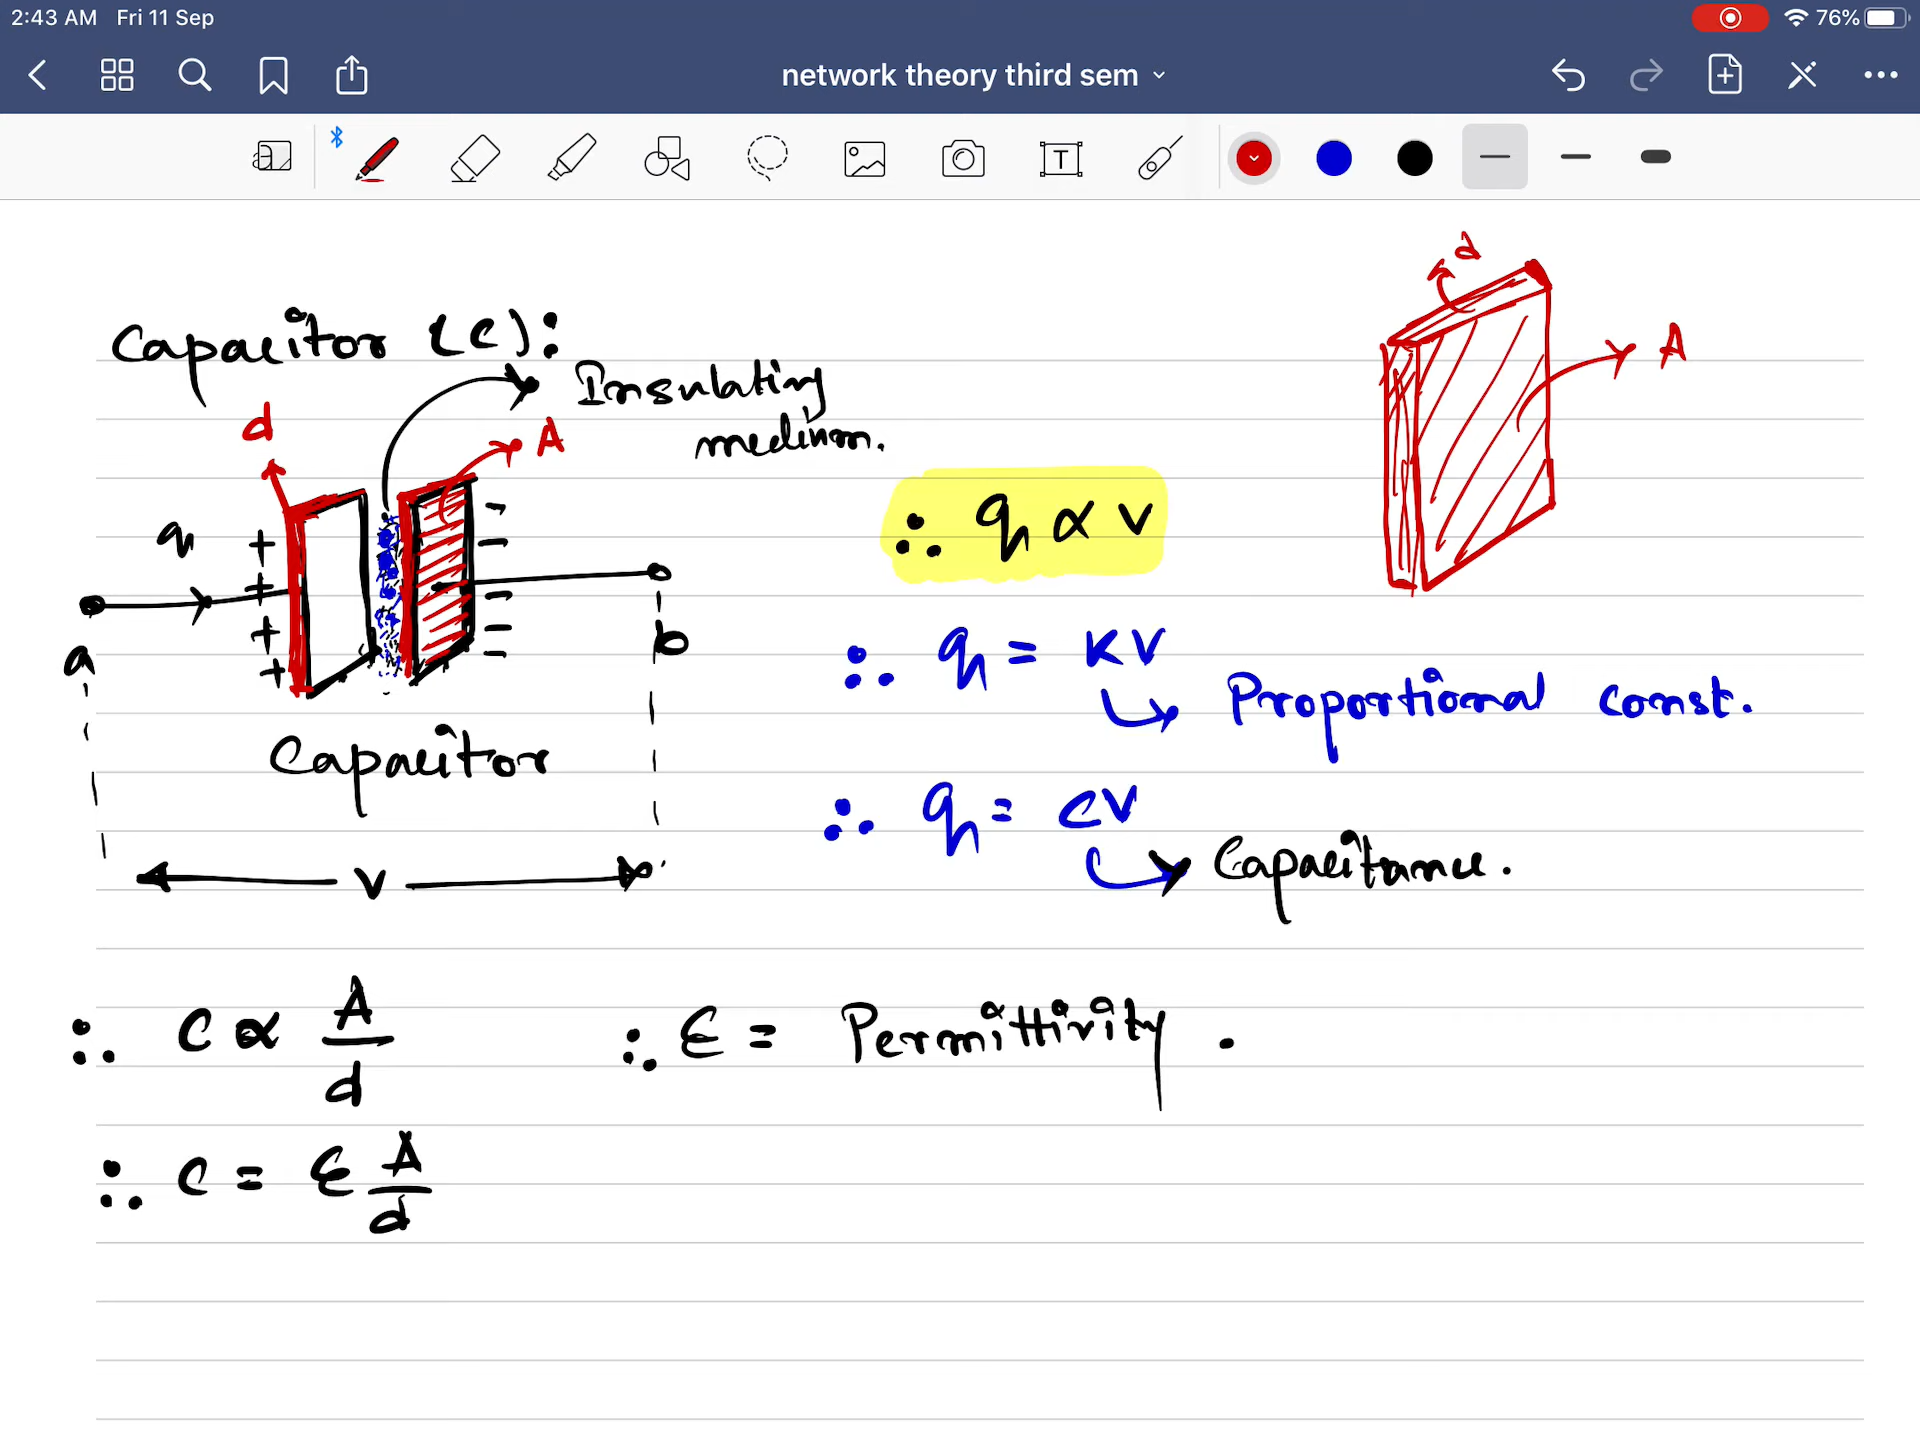 2:43 AM Fri 11 Sep
76%
network theory third sem
T
Capacitor (C):
Insulating
medium.
d
A
q
+
+
+
+
a
b
Capacitor
V
d
A
∴ q ∝ V
∴ q = KV
Proportional const.
∴ q = CV
Capacitance.
∴ C ∝ A/d
∴ ε = Permittivity.
∴ C = ε A/d